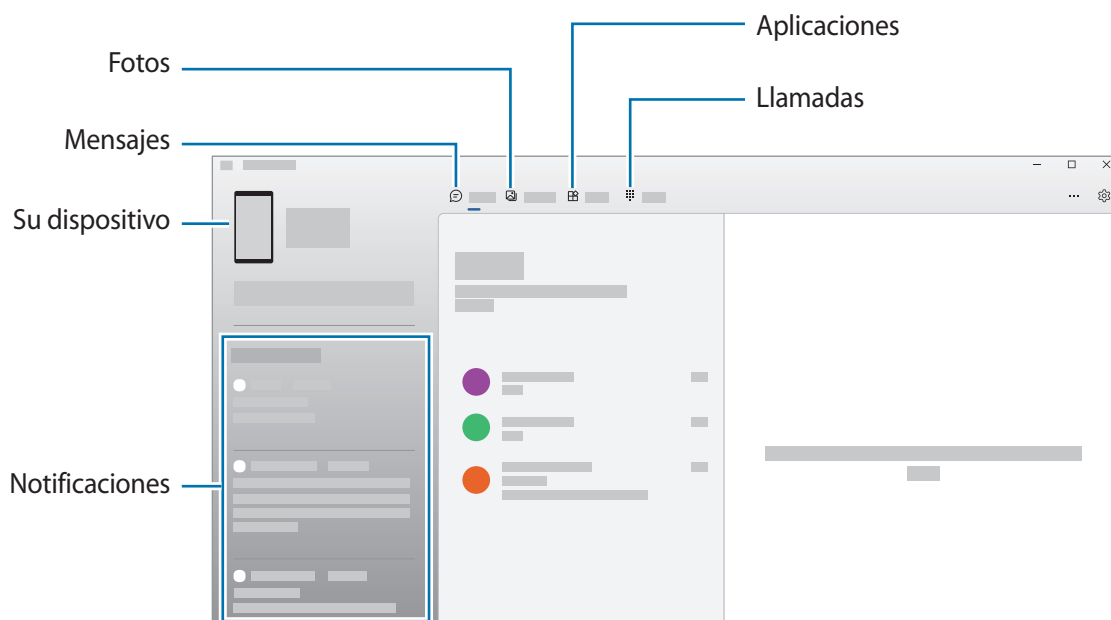 Aplicaciones
Fotos
Llamadas
Mensajes
Su dispositivo
Notificaciones